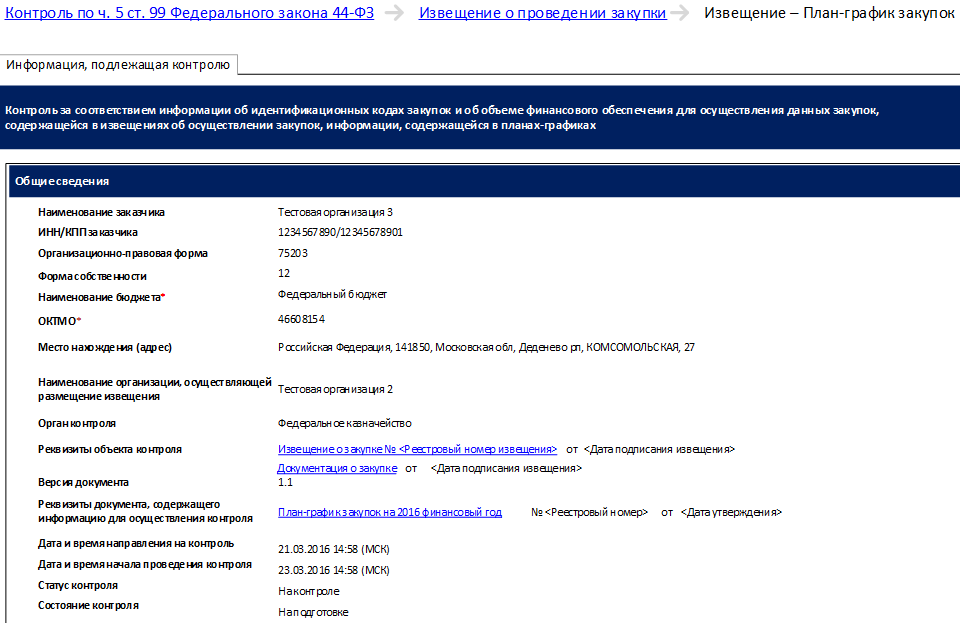 Контроль по ч. 5 ст. 99 Федерального закона 44-ФЗ Извещение о проведении закупки Извещение – План-график закупок
Информация, подлежащая контролю
Контроль за соответствием информации об идентификационных кодах закупок и об объеме финансового обеспечения для осуществления данных закупок,
содержащейся в извещениях об осуществлении закупок, информации, содержащейся в планах-графиках
Общие сведения
Наименование заказчика Тестовая организация 3
ИНН/КПП заказчика 1234567890/12345678901
Организационно-правовая форма 75203
Форма собственности 12
Наименование бюджета* Федеральный бюджет
ОКТМО* 46608154
Место нахождения (адрес) Российская Федерация, 141850, Московская обл, Деденево рп, КОМСОМОЛЬСКАЯ, 27
Наименование организации, осуществляющей
размещение извещения Тестовая организация 2
Орган контроля Федеральное казначейство
Реквизиты объекта контроля Извещение о закупке № <Реестровый номер извещения> от <Дата подписания извещения>
Документация о закупке от <Дата подписания извещения>
Версия документа 1.1
Реквизиты документа, содержащего
информацию для осуществления контроля План-график закупок на 2016 финансовый год № <Реестровый номер> от <Дата утверждения>
Дата и время направления на контроль 21.03.2016 14:58 (МСК)
Дата и время начала проведения контроля 23.03.2016 14:58 (МСК)
Статус контроля На контроле
Состояние контроля На подготовке